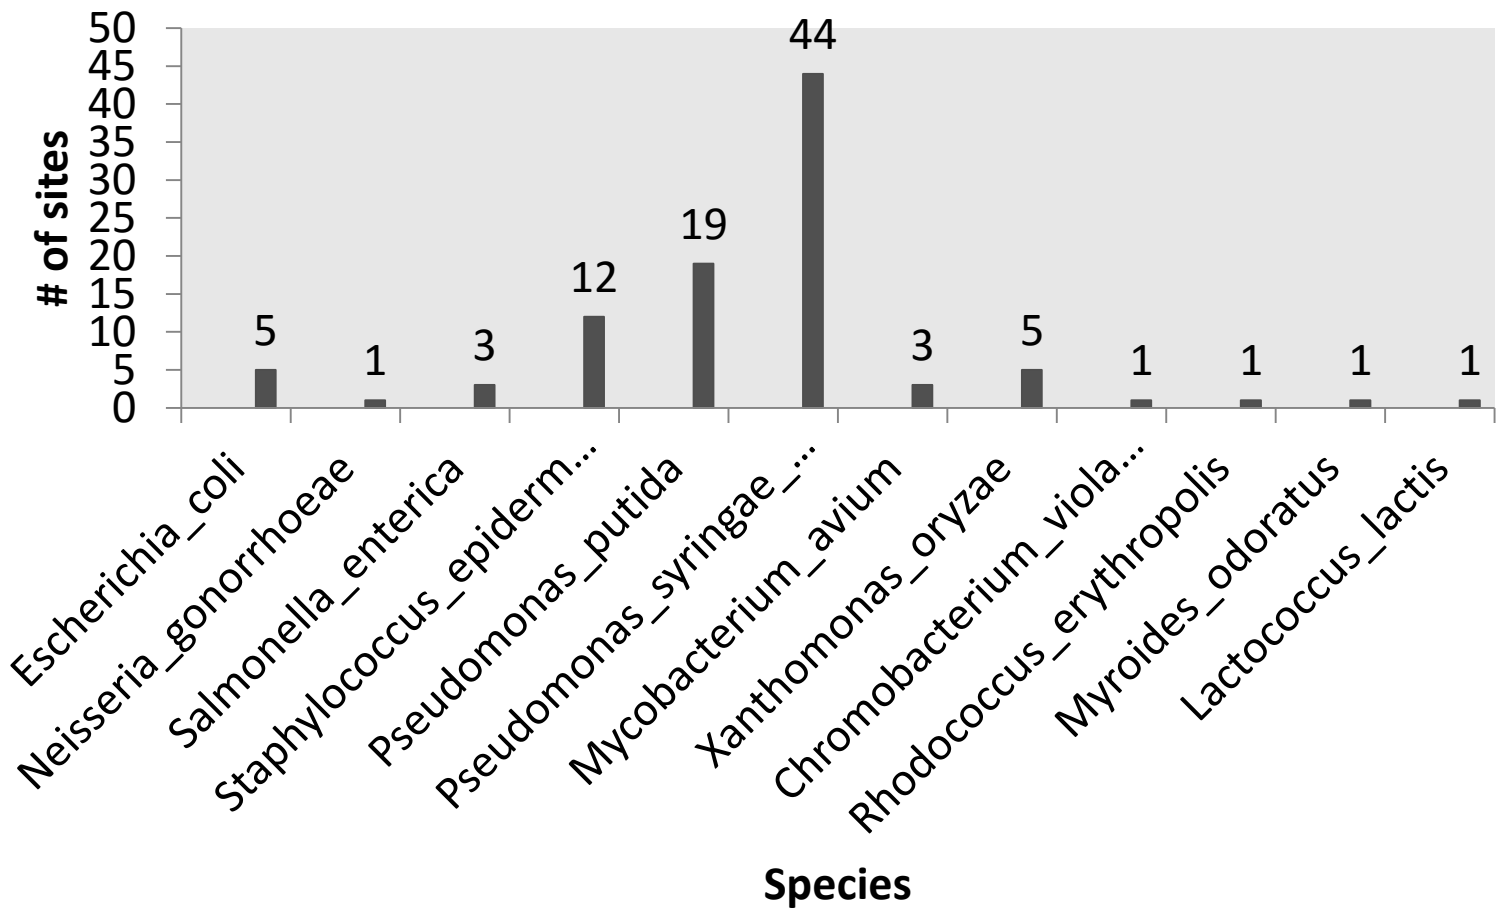 # of sites
50
45
40
35
30
25
20
15
10
5
0
5
1
3
12
19
44
3
5
1
1
1
1
Escherichia_coli
Neisseria_gonorrhoeae
Salmonella_enterica
Staphylococcus_epiderm...
Pseudomonas_putida
Pseudomonas_syringae_...
Mycobacterium_avium
Xanthomonas_oryzae
Chromobacterium_viola...
Rhodococcus_erythropolis
Myroides_odoratus
Lactococcus_lactis
Species